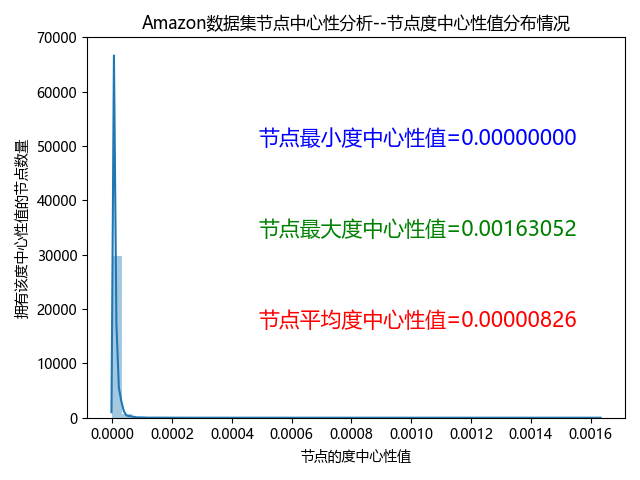 Amazon数据集节点中心性分析--节点度中心性值分布情况
70000
60000
50000
40000
30000
20000
10000
0
拥有该度中心性值的节点数量
节点最小度中心性值=0.00000000
节点最大度中心性值=0.00163052
节点平均度中心性值=0.00000826
0.0000 0.0002 0.0004 0.0006 0.0008 0.0010 0.0012 0.0014 0.0016
节点的度中心性值